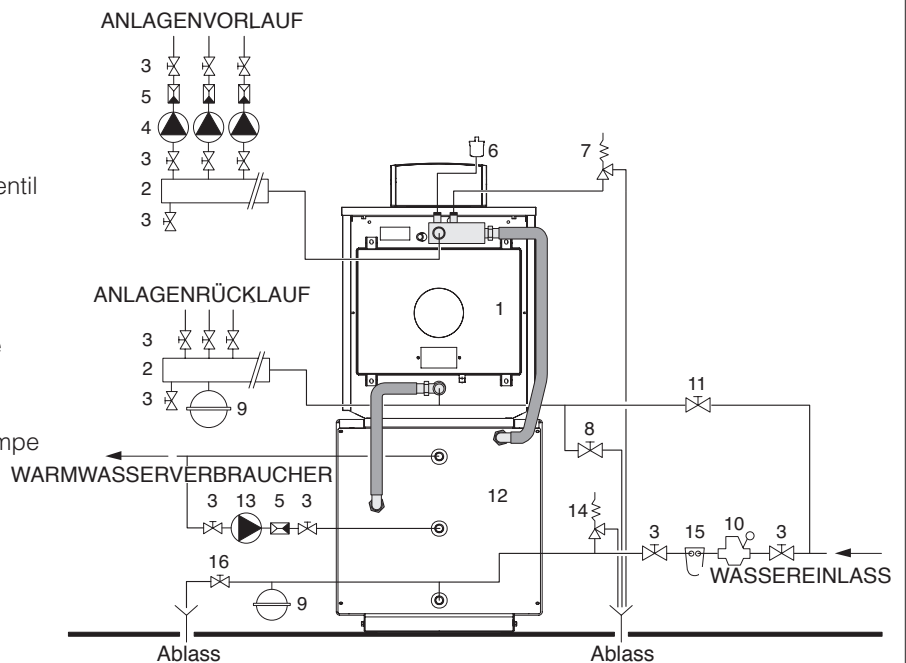 ANLAGENVORLAUF
3
5
4
3
2
3
6
7
entil
ANLAGENRÜCKLAUF
1
3
2
3
9
11
8
mpe
WARMWASSERVERBRAUCHER
12
3 13 5 3
14
3 15 10 3
16
9
WASSEREINLASS
Ablass
Ablass